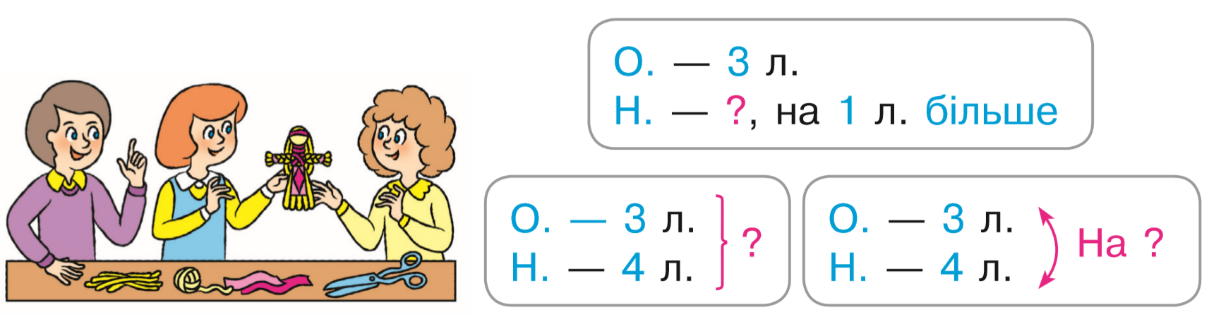 О. — 3 л.
Н. — ?, на 1 л. більше
О. — 3 л.
Н. — 4 л.
?
О. — 3 л.
Н. — 4 л.
На ?